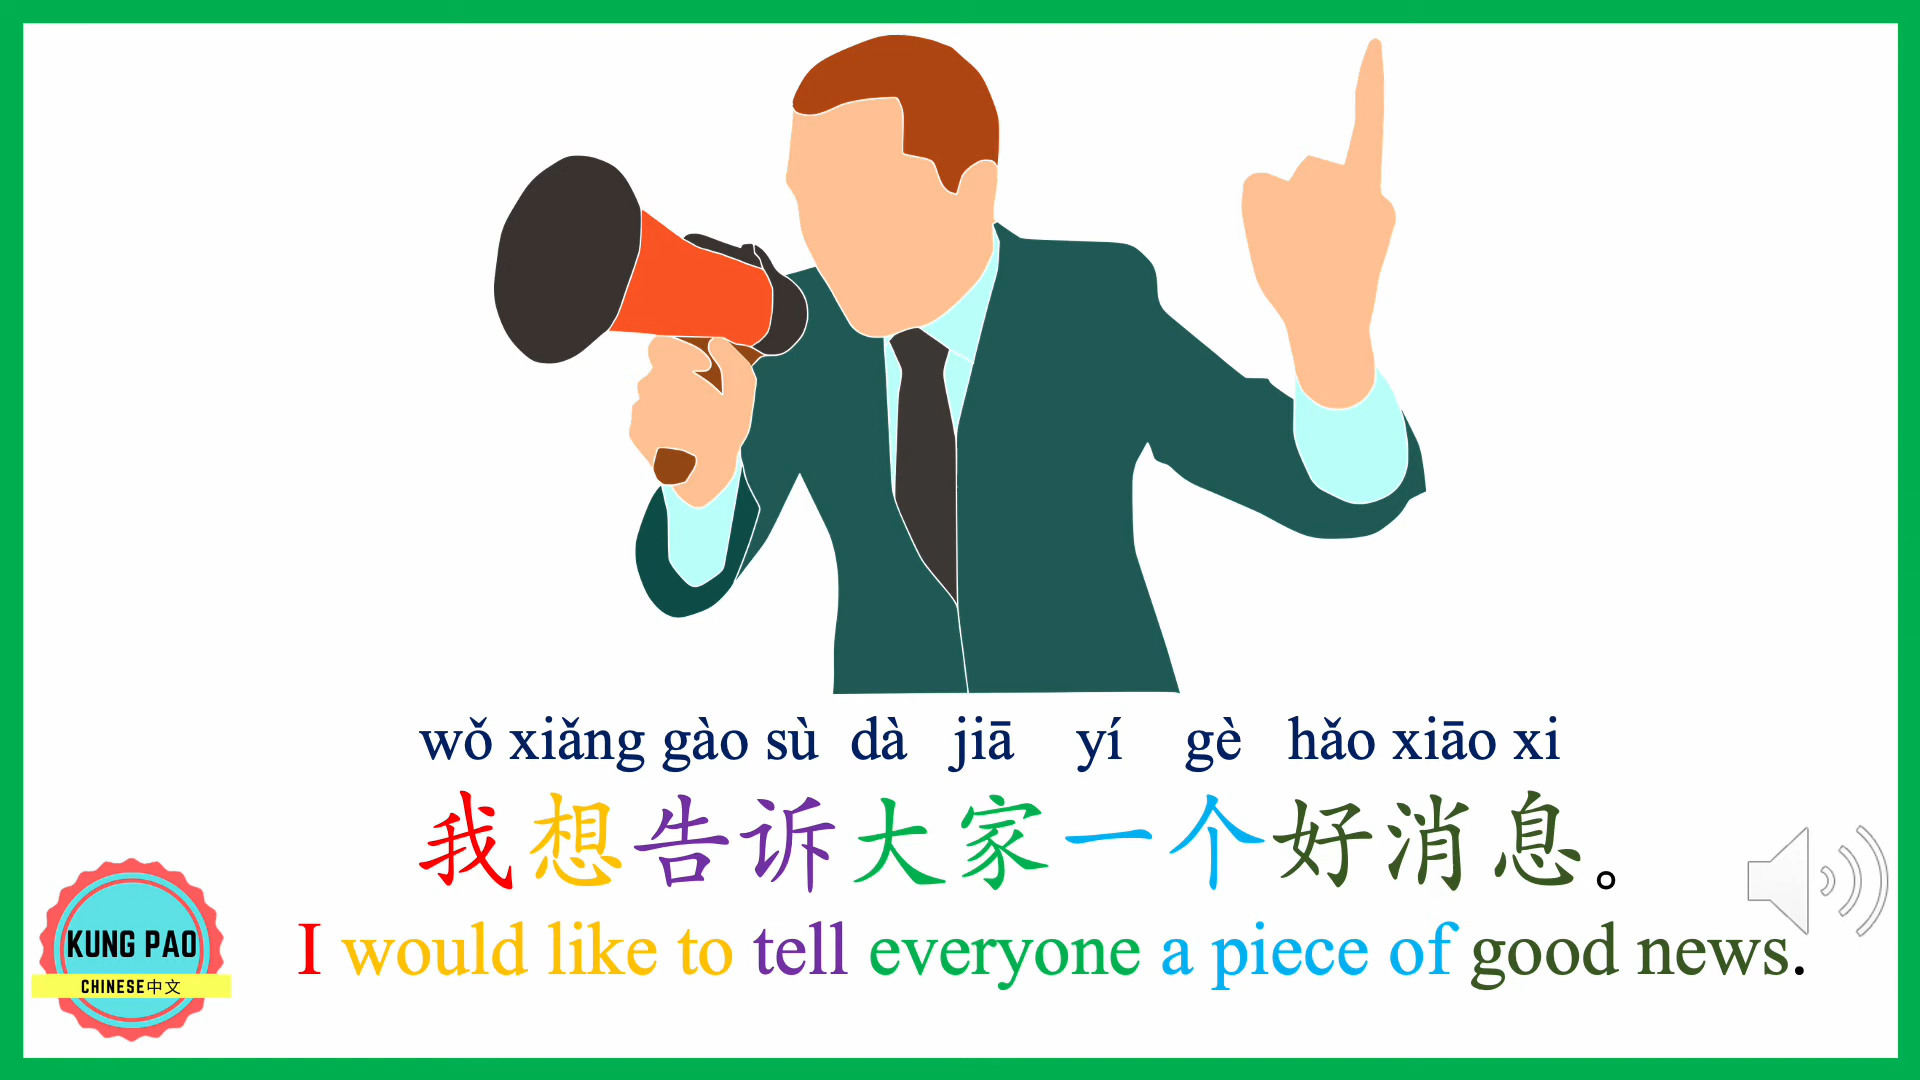 wǒ xiǎng gào sù dà jiā yí gè hǎo xiāo xi
我想告诉大家一个好消息。
I would like to tell everyone a piece of good news.
KUNG PAO
CHINESE中文